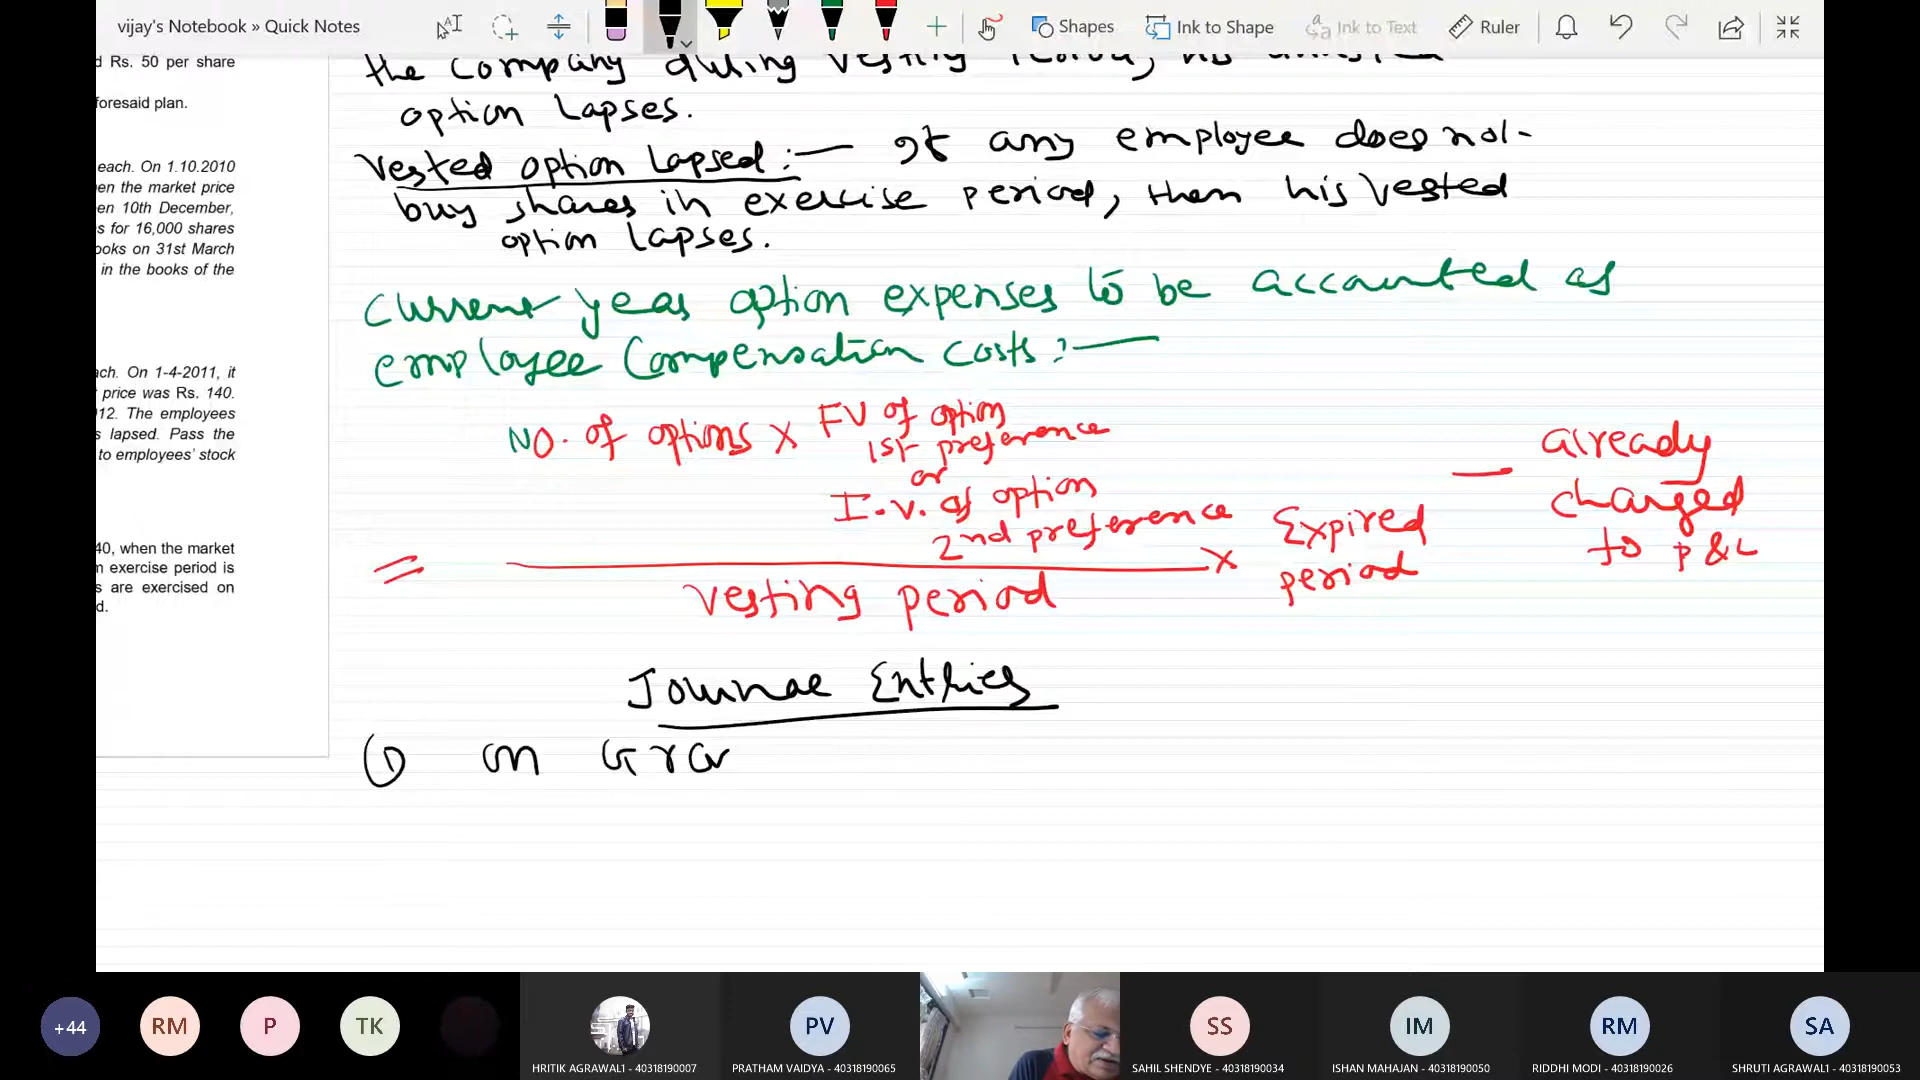 vijay's Notebook » Quick Notes
Shapes
Ink to Shape
Ink to Text
Ruler
d Rs. 50 per share
foresaid plan.
each. On 1.10.2010
en the market price
en 10th December,
s for 16,000 shares
ooks on 31st March
in the books of the
ach. On 1-4-2011, it
price was Rs. 140.
12. The employees
s lapsed. Pass the
to employees' stock
40, when the market
m exercise period is
s are exercised on
d.
the company during vesting
option lapses.
Vested option lapsed:— If any employee does not
buy shares in exercise period, then his vested
option lapses.
Current year option expenses to be accounted as
employee compensation costs:—
No. of options X FV of option
1st preference
or
I.V. of option
2nd preference
=
Vesting period
X Expired
period
— already
charged
to P&L
Journal Entries
① on Gra
+44
RM
P
TK
HRITIK AGRAWAL1 - 40318190007
PV
PRATHAM VAIDYA - 40318190065
SS
SAHIL SHENDYE - 40318190034
IM
ISHAN MAHAJAN - 40318190050
RM
RIDDHI MODI - 40318190026
SA
SHRUTI AGRAWAL1 - 40318190053